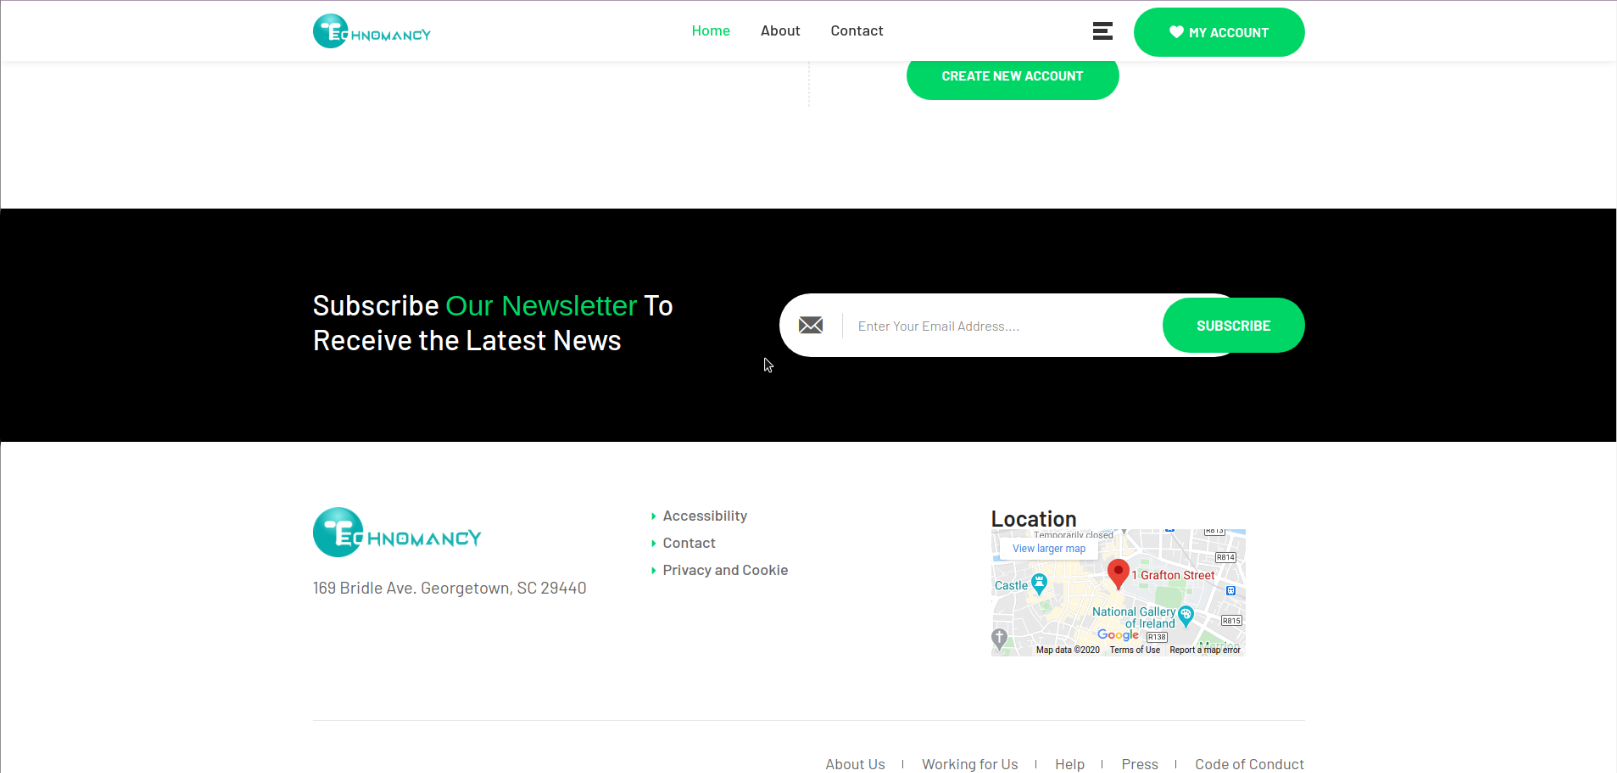 TECHNOMANCY
Home About Contact
MY ACCOUNT
CREATE NEW ACCOUNT
Subscribe Our Newsletter To
Receive the Latest News
Enter Your Email Address....
SUBSCRIBE
TECHNOMANCY
169 Bridle Ave. Georgetown, SC 29440
Accessibility
Contact
Privacy and Cookie
Location
Temporarily closed
View larger map
R813
R814
1 Grafton Street
Castle
National Gallery
of Ireland
R815
Google
R138
Merrion
Map data ©2020 Terms of Use Report a map error
About Us | Working for Us | Help | Press | Code of Conduct